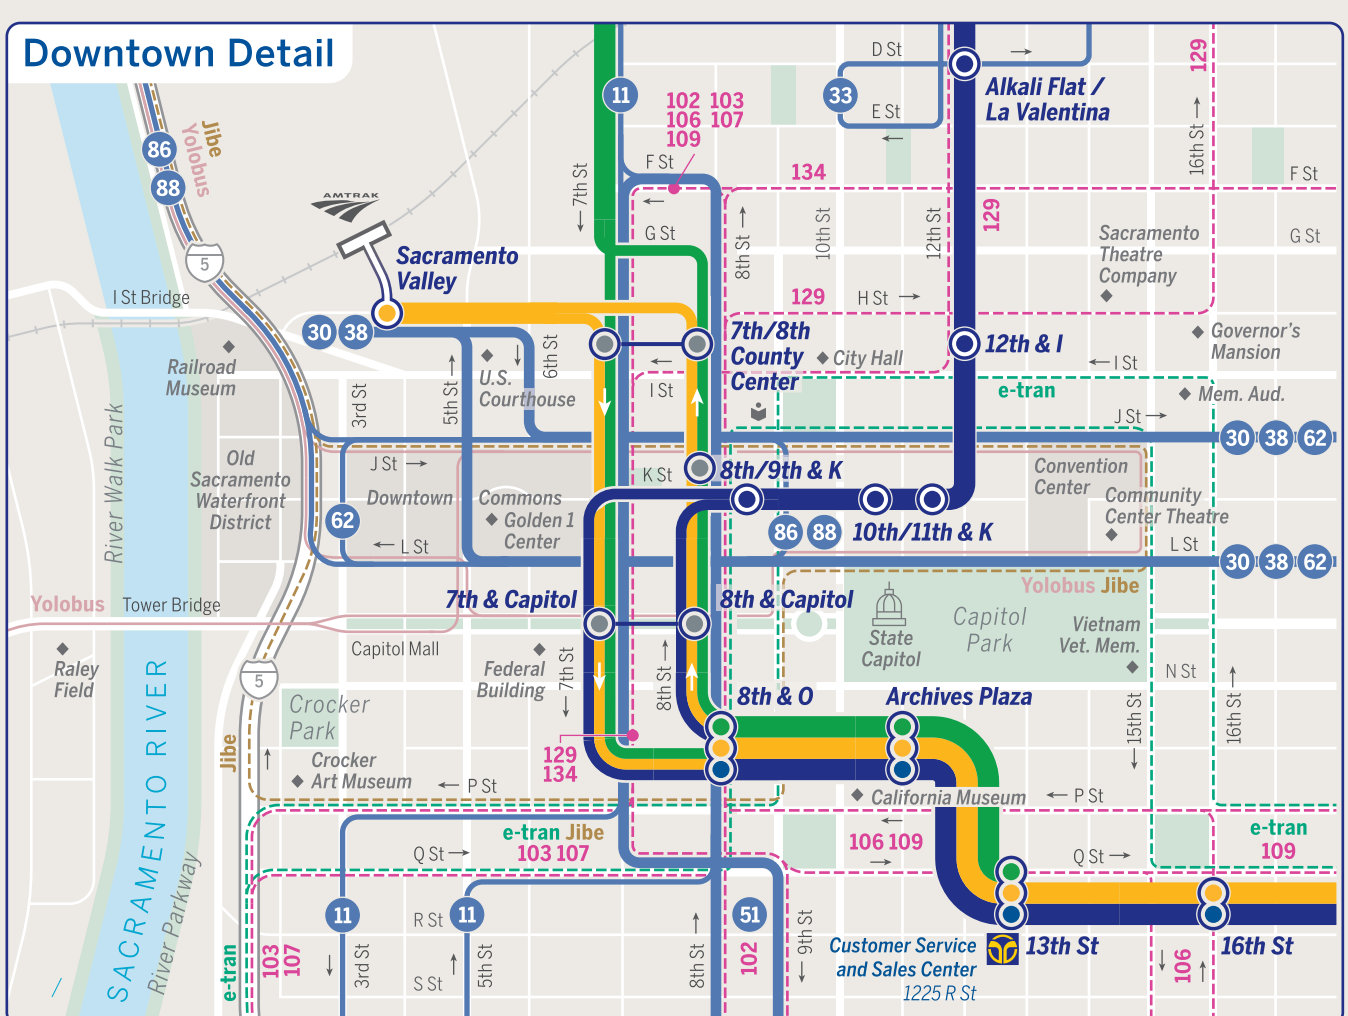 Downtown Detail
D St
Alkali Flat /
La Valentina
129
16th St
11
33
102 103
106 107
109
E St
Jibe
Yolobus
86
88
F St
134
F St
7th St
AMTRAK
8th St
10th St
12th St
129
G St
G St
Sacramento
Theatre
Company
5
Sacramento
Valley
I St Bridge
129
H St
30
38
6th St
7th/8th
County
Center
City Hall
12th & I
I St
Governor's
Mansion
Railroad
Museum
U.S.
Courthouse
5th St
3rd St
I St
e-tran
Mem. Aud.
J St
30
38
62
River Walk Park
Old
Sacramento
Waterfront
District
J St
Downtown
Commons
Golden 1
Center
K St
8th/9th & K
Convention
Center
Community
Center Theatre
62
L St
86
88
10th/11th & K
L St
30
38
62
Yolobus
Tower Bridge
7th & Capitol
8th & Capitol
Yolobus Jibe
State
Capitol
Capitol
Park
Vietnam
Vet. Mem.
Capitol Mall
Raley
Field
5
Federal
Building
7th St
8th St
N St
8th & O
Archives Plaza
15th St
16th St
Crocker
Park
SACRAMENTO RIVER
Jibe
Crocker
Art Museum
129
134
P St
California Museum
P St
e-tran Jibe
103 107
Q St
106 109
Q St
e-tran
109
River Parkway
11
R St
11
51
13th St
16th St
Customer Service
and Sales Center
1225 R St
e-tran
103
107
3rd St
S St
5th St
8th St
102
9th St
106